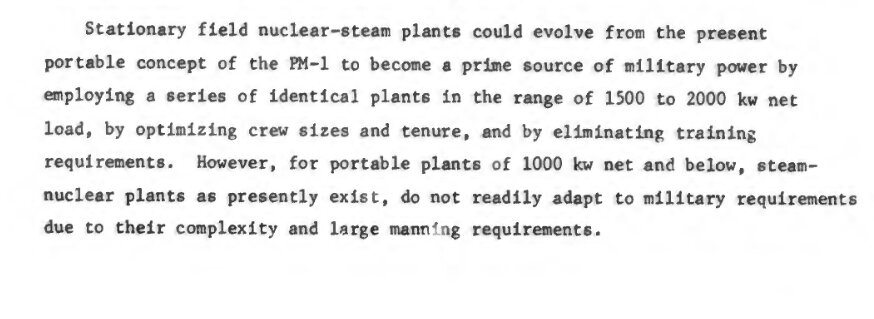 Stationary field nuclear-steam plants could evolve from the present
portable concept of the PM-1 to become a prime source of military power by
employing a series of identical plants in the range of 1500 to 2000 kw net
load, by optimizing crew sizes and tenure, and by eliminating training
requirements. However, for portable plants of 1000 kw net and below, steam-
nuclear plants as presently exist, do not readily adapt to military requirements
due to their complexity and large manning requirements.